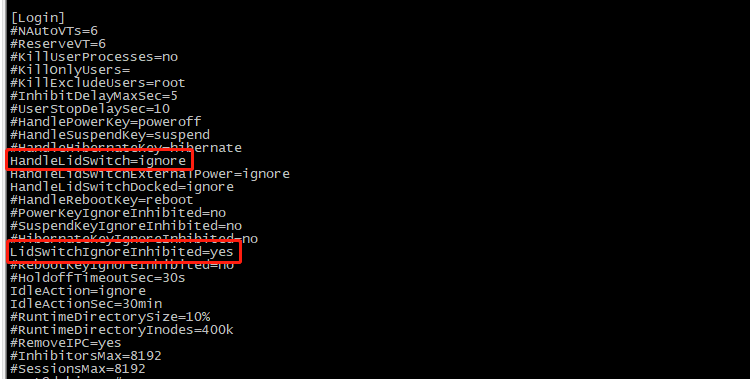 [Login]
#NAutoVTs=6
#ReserveVT=6
#KillUserProcesses=no
#KillOnlyUsers=
#KillExcludeUsers=root
#InhibitDelayMaxSec=5
#UserStopDelaySec=10
#HandlePowerKey=poweroff
#HandleSuspendKey=suspend
#HandleHibernateKey=hibernate
HandleLidSwitch=ignore
HandleLidSwitchExternalPower=ignore
HandleLidSwitchDocked=ignore
#HandleRebootKey=reboot
#PowerKeyIgnoreInhibited=no
#SuspendKeyIgnoreInhibited=no
#HibernateKeyIgnoreInhibited=no
LidSwitchIgnoreInhibited=yes
#RebootKeyIgnoreInhibited=no
#HoldoffTimeoutSec=30s
IdleAction=ignore
IdleActionSec=30min
#RuntimeDirectorySize=10%
#RuntimeDirectoryInodes=400k
#RemoveIPC=yes
#InhibitorsMax=8192
#SessionsMax=8192